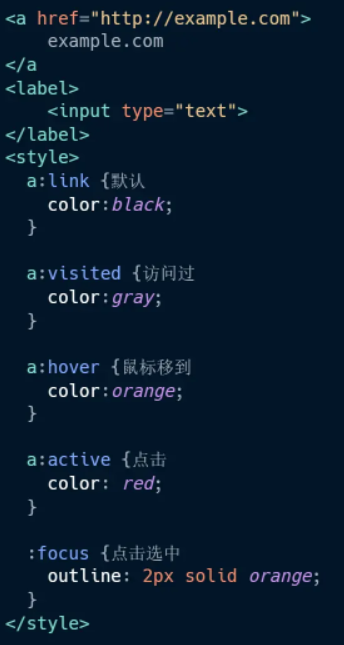 <a href="http://example.com">
example.com
</a
<label>
<input type="text">
</label>
<style>
a:link {默认
color:black;
}
a:visited {访问过
color:gray;
}
a:hover {鼠标移到
color:orange;
}
a:active {点击
color: red;
}
:focus {点击选中
outline: 2px solid orange;
}
</style>